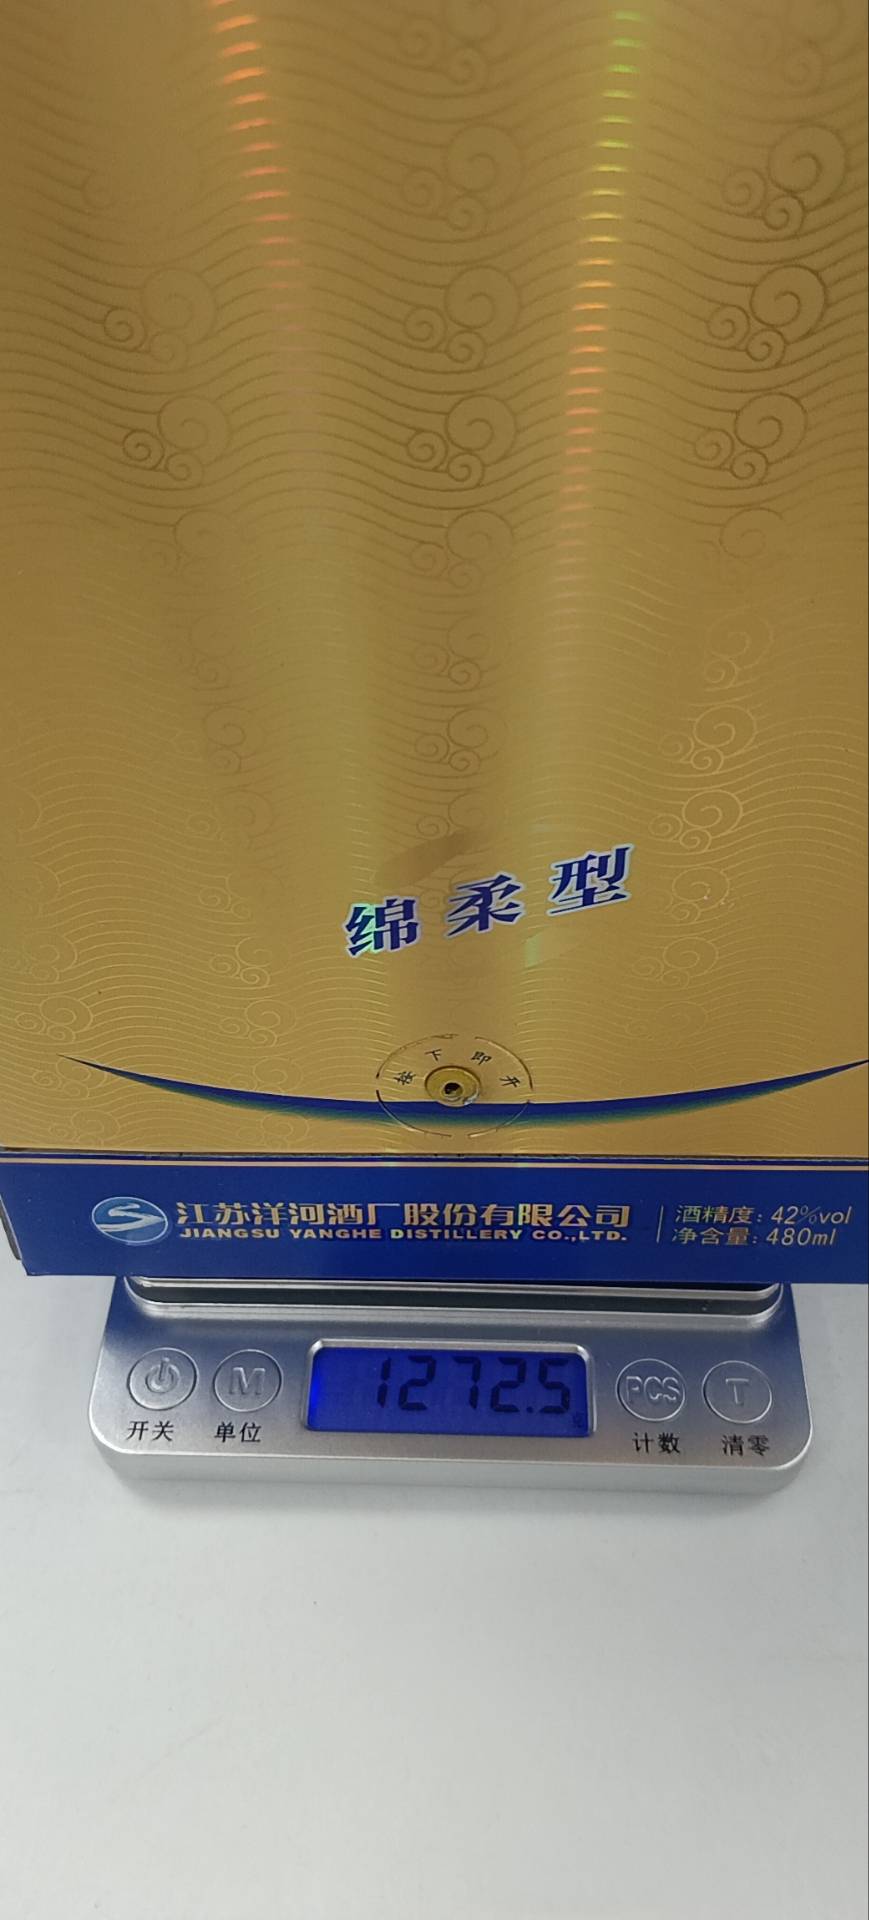 绵柔型
按下即开
江苏洋河酒厂股份有限公司
JIANGSU YANGHE DISTILLERY CO.,LTD.
酒精度: 42%vol
净含量: 480ml
1272.5
M
PCS
T
开关
单位
计数
清零